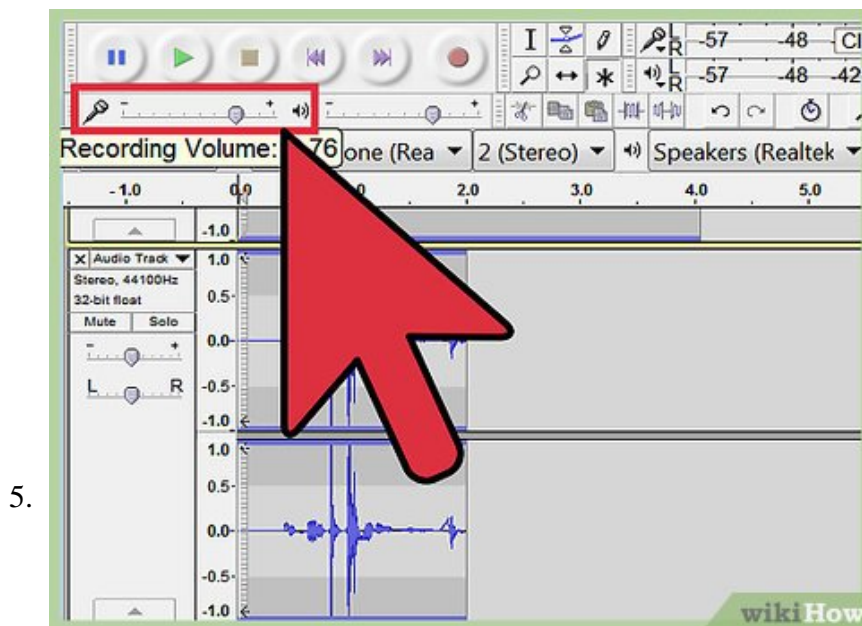 I
L R -57 -48 Cl
L R -57 -48 -42
- + - +
Recording Volume: 76 one (Rea 2 (Stereo) Speakers (Realtek
-1.0 0 2.0 3.0 4.0 5.0
-1.0
X Audio Track 1.0
Stereo, 44100Hz
32-bit float 0.5
Mute Solo
- + 0.0
L R -0.5
-1.0
1.0
5. 0.5
0.0
-0.5
-1.0
wikiHow